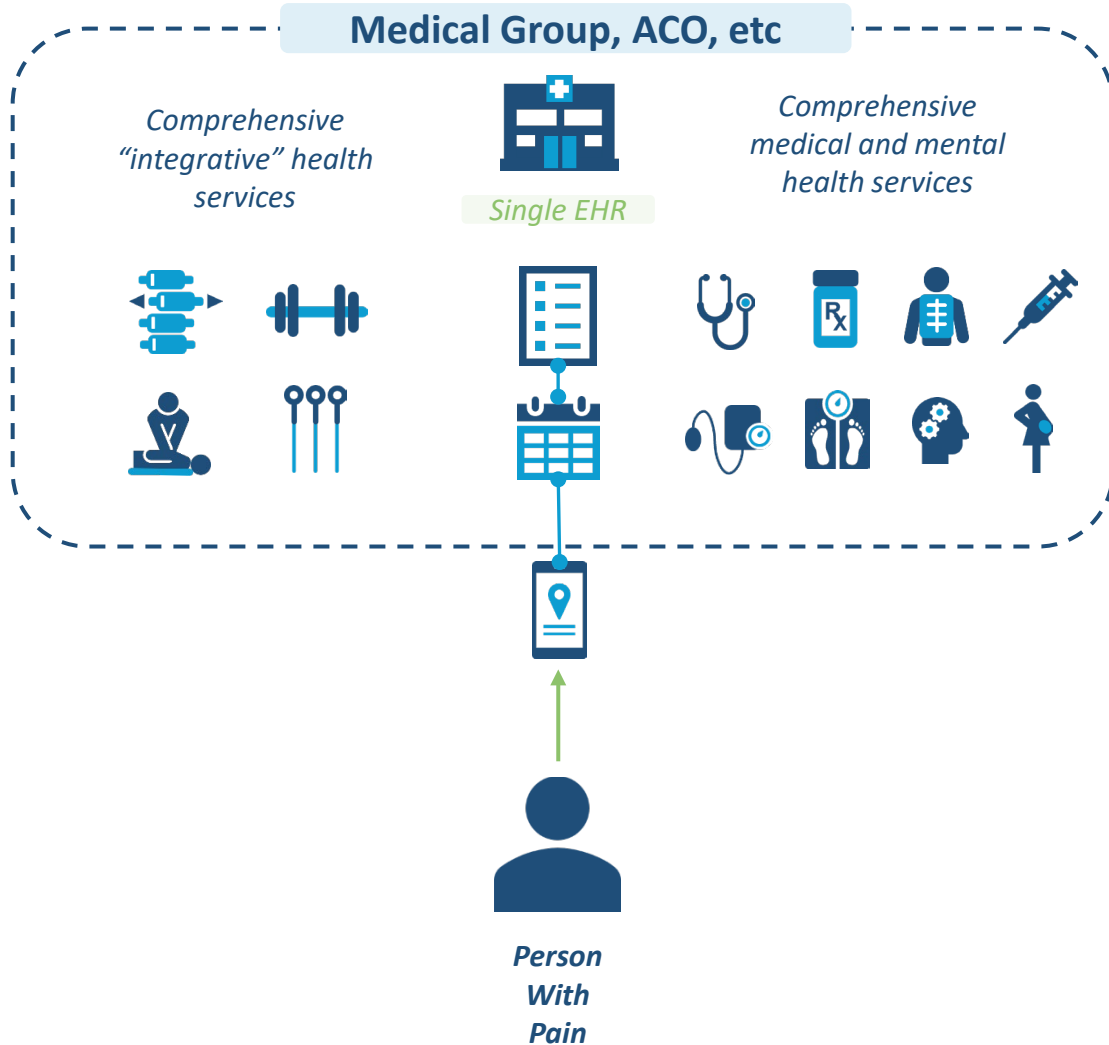 Medical Group, ACO, etc
Comprehensive
“integrative” health
services
Single EHR
Comprehensive
medical and mental
health services
Rx
Person
With
Pain